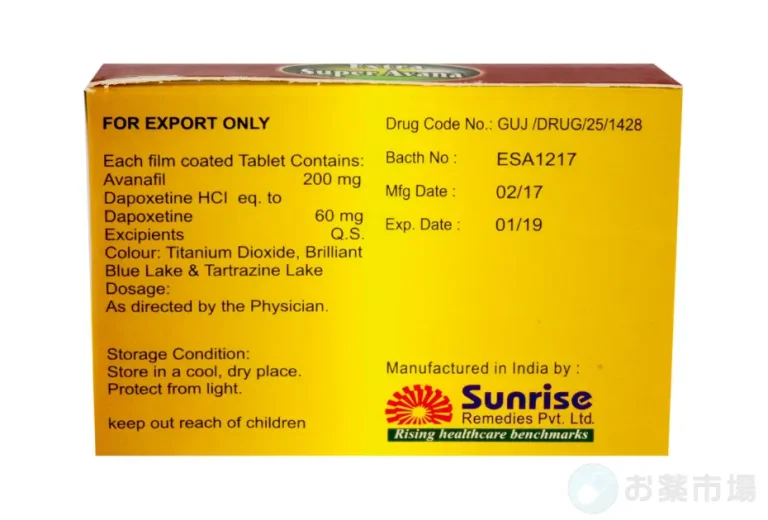 Extra
Super Avana
FOR EXPORT ONLY
Each film coated Tablet Contains:
Avanafil 200 mg
Dapoxetine HCl eq. to
Dapoxetine 60 mg
Excipients Q.S.
Colour: Titanium Dioxide, Brilliant
Blue Lake & Tartrazine Lake
Dosage:
As directed by the Physician.
Storage Condition:
Store in a cool, dry place.
Protect from light.
keep out reach of children
Drug Code No.: GUJ /DRUG/25/1428
Bacth No : ESA1217
Mfg Date : 02/17
Exp. Date : 01/19
Manufactured in India by :
Sunrise
Remedies Pvt. Ltd.
Rising healthcare benchmarks
お薬市場